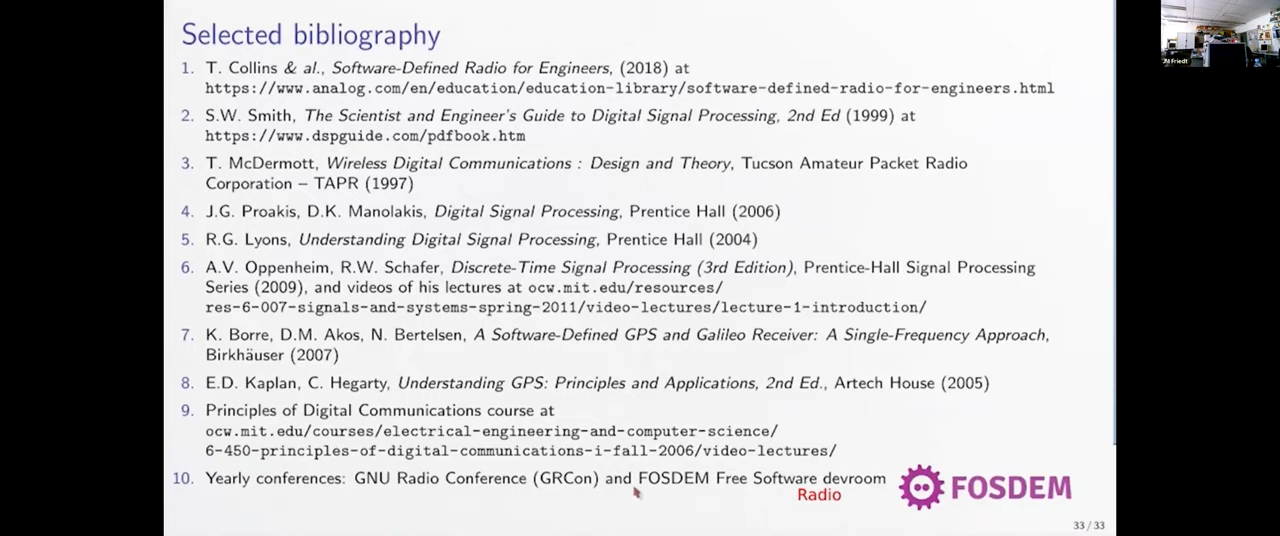 Selected bibliography
1. T. Collins & al., Software-Defined Radio for Engineers, (2018) at
https://www.analog.com/en/education/education-library/software-defined-radio-for-engineers.html
2. S.W. Smith, The Scientist and Engineer's Guide to Digital Signal Processing, 2nd Ed (1999) at
https://www.dspguide.com/pdfbook.htm
3. T. McDermott, Wireless Digital Communications : Design and Theory, Tucson Amateur Packet Radio
Corporation – TAPR (1997)
4. J.G. Proakis, D.K. Manolakis, Digital Signal Processing, Prentice Hall (2006)
5. R.G. Lyons, Understanding Digital Signal Processing, Prentice Hall (2004)
6. A.V. Oppenheim, R.W. Schafer, Discrete-Time Signal Processing (3rd Edition), Prentice-Hall Signal Processing
Series (2009), and videos of his lectures at ocw.mit.edu/resources/
res-6-007-signals-and-systems-spring-2011/video-lectures/lecture-1-introduction/
7. K. Borre, D.M. Akos, N. Bertelsen, A Software-Defined GPS and Galileo Receiver: A Single-Frequency Approach,
Birkhäuser (2007)
8. E.D. Kaplan, C. Hegarty, Understanding GPS: Principles and Applications, 2nd Ed., Artech House (2005)
9. Principles of Digital Communications course at
ocw.mit.edu/courses/electrical-engineering-and-computer-science/
6-450-principles-of-digital-communications-i-fall-2006/video-lectures/
10. Yearly conferences: GNU Radio Conference (GRCon) and FOSDEM Free Software devroom
Radio
FOSDEM
33 / 33
JM Friedt